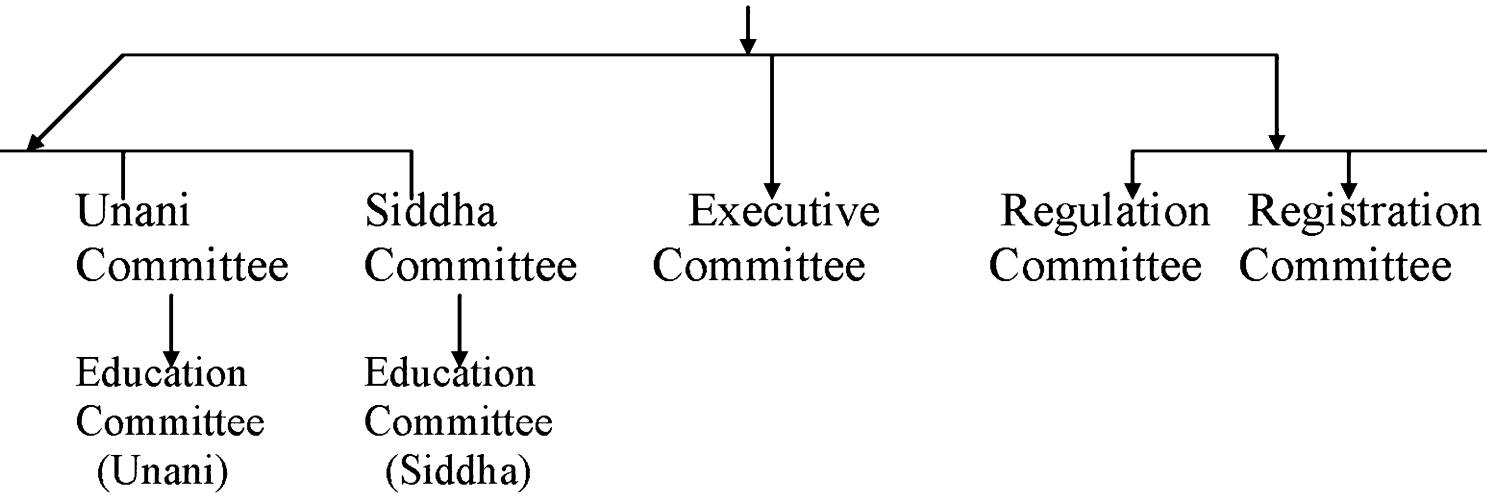 Unani
Committee
Siddha
Committee
Executive
Committee
Regulation
Committee
Registration
Committee
Education
Committee
(Unani)
Education
Committee
(Siddha)